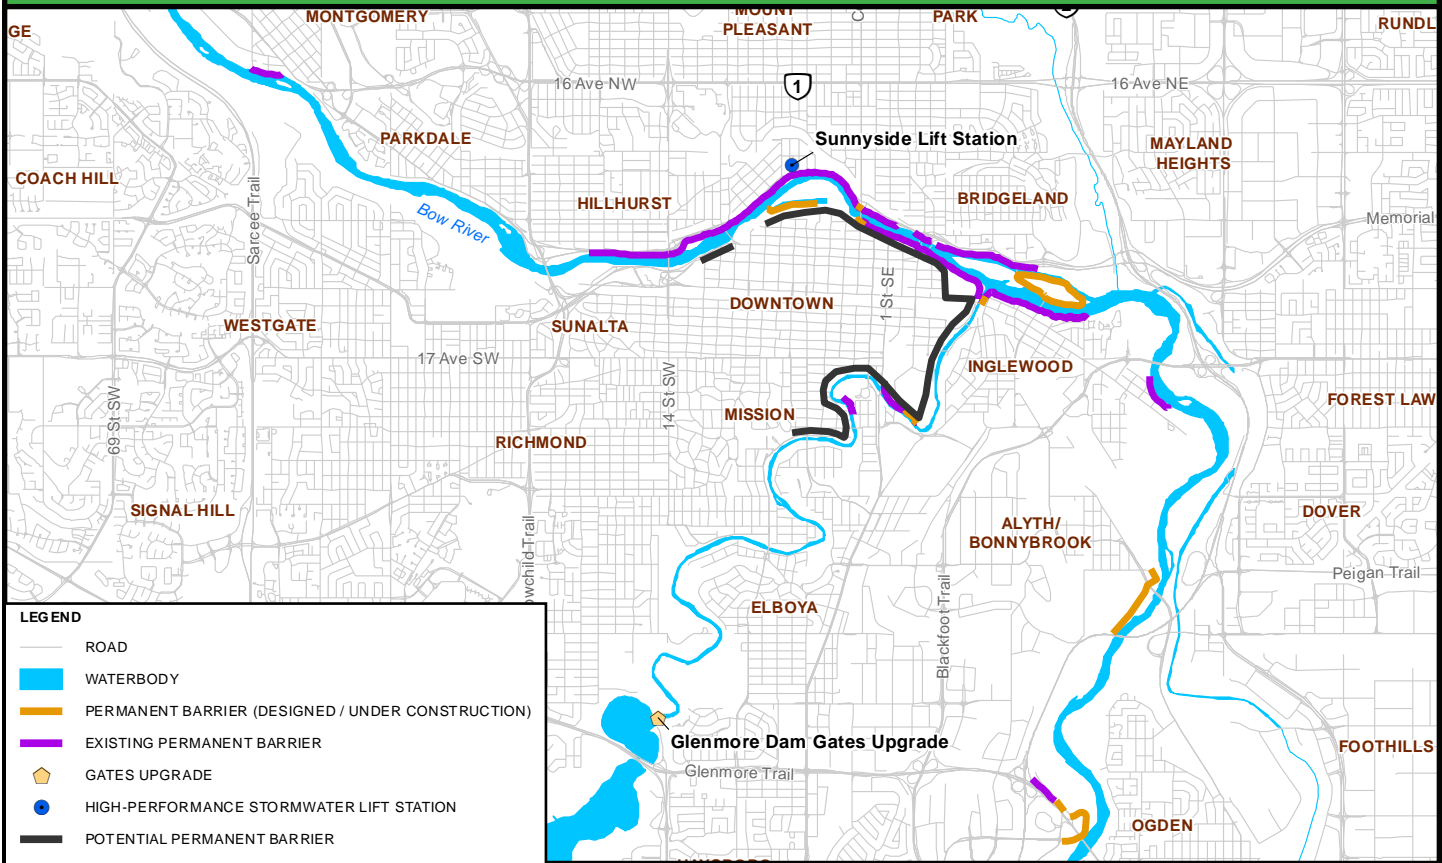 MONTGOMERY
MOUNT
PLEASANT
PARK
RUNDL
GE
16 Ave NW
1
16 Ave NE
PARKDALE
Sunnyside Lift Station
MAYLAND
HEIGHTS
COACH HILL
Sarcee Trail
Bow River
HILLHURST
BRIDGELAND
Memorial
DOWNTOWN
1 St SE
WESTGATE
SUNALTA
17 Ave SW
INGLEWOOD
69 St SW
14 St SW
MISSION
FOREST LAW
RICHMOND
SIGNAL HILL
ALYTH/
BONNYBROOK
DOVER
owchild Trail
Peigan Trail
ELBOYA
Blackfoot Trail
Glenmore Dam Gates Upgrade
Glenmore Trail
FOOTHILLS
OGDEN
LEGEND
ROAD
WATERBODY
PERMANENT BARRIER (DESIGNED / UNDER CONSTRUCTION)
EXISTING PERMANENT BARRIER
GATES UPGRADE
HIGH-PERFORMANCE STORMWATER LIFT STATION
POTENTIAL PERMANENT BARRIER